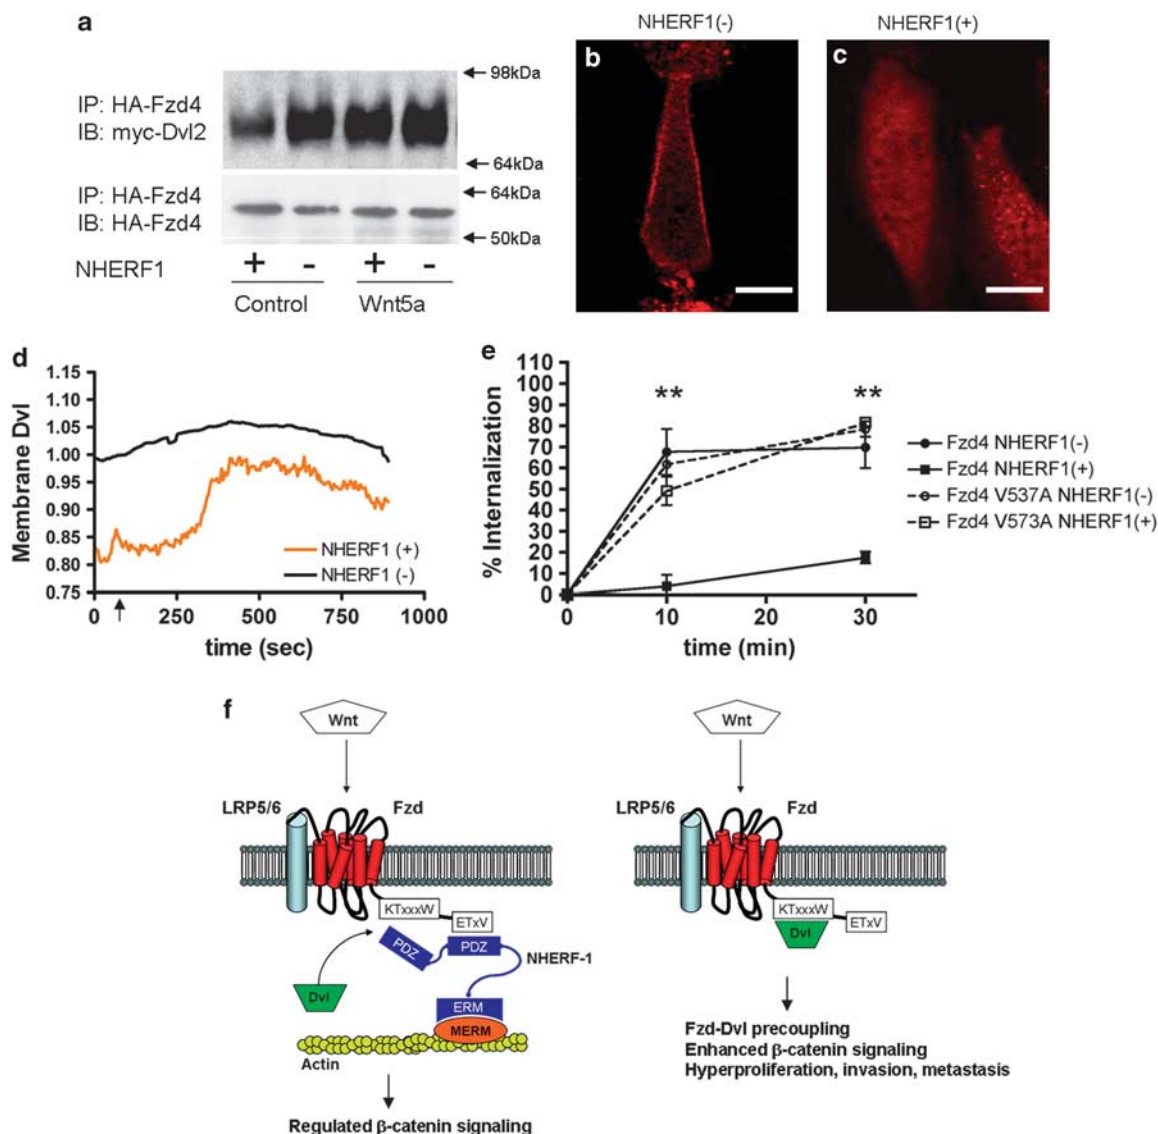 a
IP: HA-Fzd4
IB: myc-Dvl2
98kDa
64kDa
IP: HA-Fzd4
IB: HA-Fzd4
64kDa
50kDa
NHERF1
+ - + -
Control Wnt5a
NHERF1(-)
b
NHERF1(+)
c
d
Membrane Dvl
1.15
1.10
1.05
1.00
0.95
0.90
0.85
0.80
0.75
NHERF1 (+)
NHERF1 (-)
0 250 500 750 1000
time (sec)
e
% Internalization
110
100
90
80
70
60
50
40
30
20
10
0
** **
Fzd4 NHERF1(-)
Fzd4 NHERF1(+)
Fzd4 V537A NHERF1(-)
Fzd4 V573A NHERF1(+)
0 10 20 30
time (min)
f
Wnt
LRP5/6 Fzd
KTxxxW
ETxV
PDZ
PDZ
NHERF-1
Dvl
ERM
MERM
Actin
Regulated β-catenin signaling
Wnt
LRP5/6 Fzd
KTxxxW
ETxV
Dvl
Fzd-Dvl precoupling
Enhanced β-catenin signaling
Hyperproliferation, invasion, metastasis